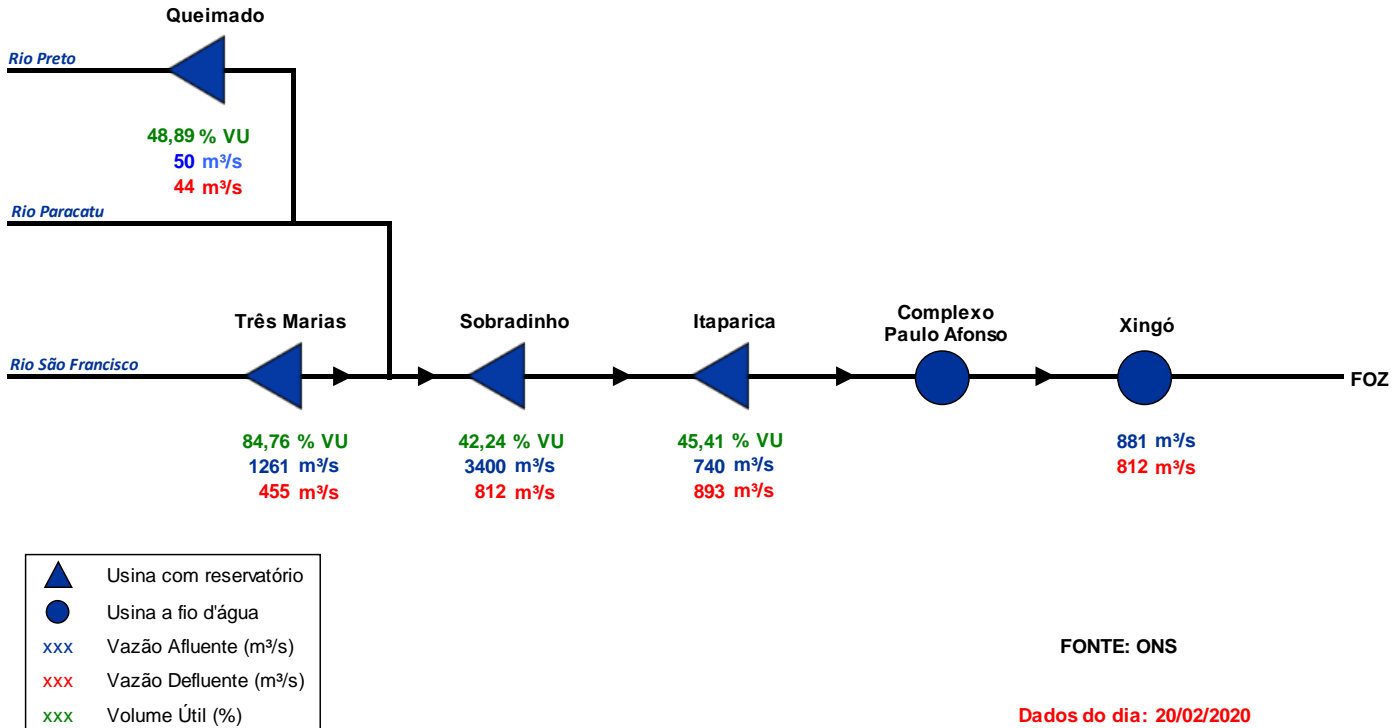 Queimado
Rio Preto
48,89 % VU
50 m³/s
44 m³/s
Rio Paracatu
Três Marias
Sobradinho
Itaparica
Complexo
Paulo Afonso
Xingó
Rio São Francisco
FOZ
84,76 % VU
1261 m³/s
455 m³/s
42,24 % VU
3400 m³/s
812 m³/s
45,41 % VU
740 m³/s
893 m³/s
881 m³/s
812 m³/s
Usina com reservatório
Usina a fio d'água
xxx Vazão Afluente (m³/s)
xxx Vazão Defluente (m³/s)
xxx Volume Útil (%)
FONTE: ONS
Dados do dia: 20/02/2020